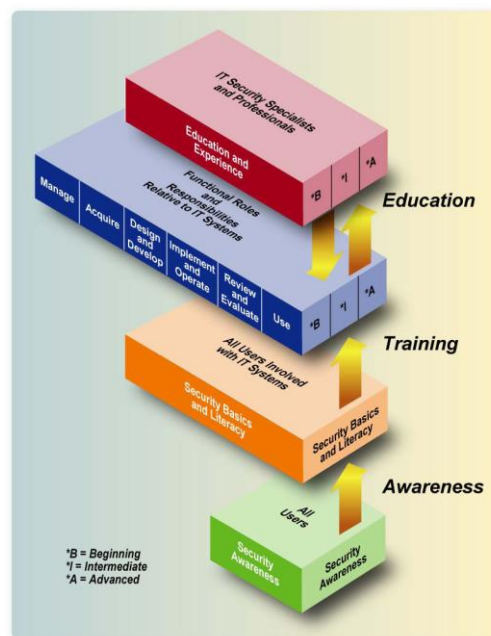 IT Security Specialists
and Professionals
Education and
Experience
*B
*I
*A
Education
Functional Roles
and
Responsibilities
Relative to IT Systems
Manage
Acquire
Design
and
Develop
Implement
and
Operate
Review
and
Evaluate
Use
*B
*I
*A
Training
All Users Involved
with IT Systems
Security Basics
and Literacy
Security Basics
and Literacy
Awareness
All
Users
Security
Awareness
Security
Awareness
*B = Beginning
*I = Intermediate
*A = Advanced